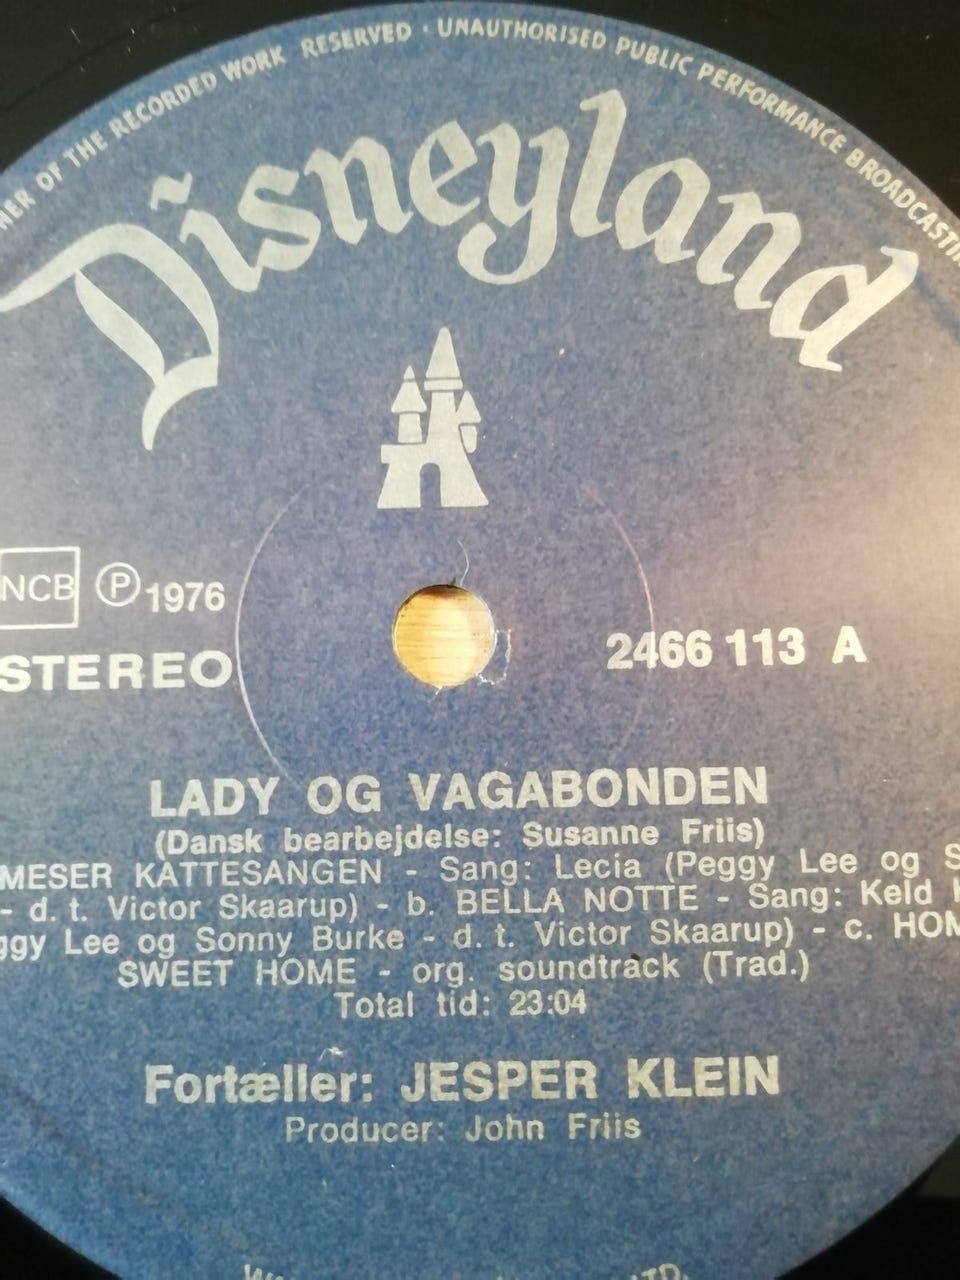 OF THE RECORDED WORK RESERVED · UNAUTHORISED PUBLIC PERFORMANCE
Disneyland
NCB Ⓟ 1976
STEREO
2466 113 A
LADY OG VAGABONDEN
(Dansk bearbejdelse: Susanne Friis)
MESER KATTESANGEN - Sang: Lecia (Peggy Lee og S
- d. t. Victor Skaarup) - b. BELLA NOTTE - Sang: Keld
ggy Lee og Sonny Burke - d. t. Victor Skaarup) - c. HOM
SWEET HOME - org. soundtrack (Trad.)
Total tid: 23:04
Fortæller: JESPER KLEIN
Producer: John Friis